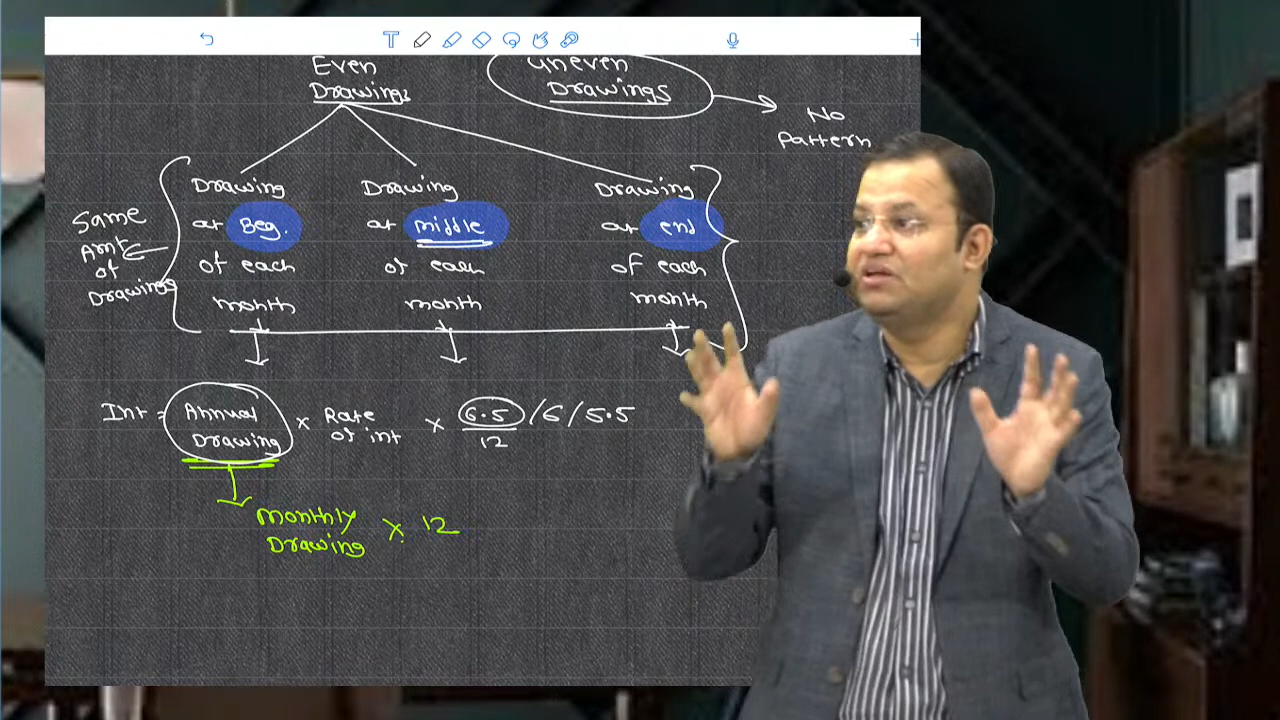 Even
Drawings
Uneven
Drawings
No
Pattern
Same
Amt
of
Drawings
Drawing
at Beg.
of each
month
Drawing
at middle
of each
month
Drawing
at end
of each
month
Int = Annual Drawing × Rate of int × 6.5/12 / 6 / 5.5
Monthly
Drawing × 12